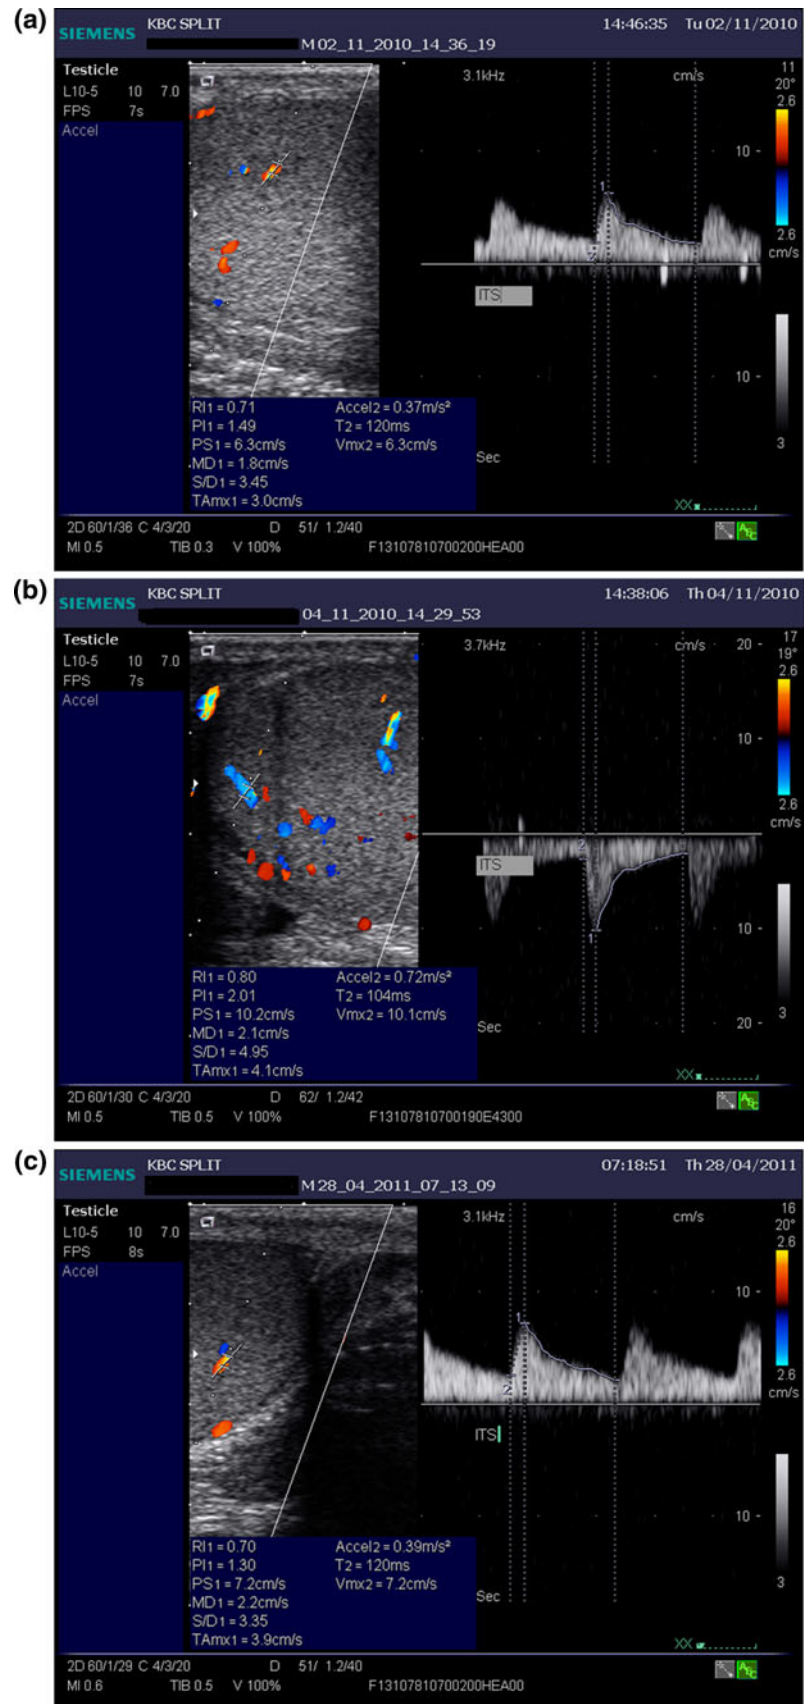 (a)
SIEMENS KBC SPLIT 14:46:35 Tu 02/11/2010
M 02_11_2010_14_36_19
Testicle
L10-5 10 7.0
FPS 7s
Accel
3.1kHz cm/s
11
20°
2.6
10
2.6
cm/s
1
2
ITS
10
3
Sec
RI1 = 0.71 Accel2 = 0.37m/s²
PI1 = 1.49 T2 = 120ms
PS1 = 6.3cm/s Vmx2 = 6.3cm/s
MD1 = 1.8cm/s
S/D1 = 3.45
TAmx1 = 3.0cm/s
XX
2D 60/1/36 C 4/3/20 D 51/ 1.2/40
MI 0.5 TIB 0.3 V 100% F13107810700200HEA00
ABC
(b)
SIEMENS KBC SPLIT 14:38:06 Th 04/11/2010
04_11_2010_14_29_53
Testicle
L10-5 10 7.0
FPS 7s
Accel
3.7kHz cm/s 20
17
19°
2.6
10
2.6
cm/s
2
ITS
1
10
3
Sec
20
RI1 = 0.80 Accel2 = 0.72m/s²
PI1 = 2.01 T2 = 104ms
PS1 = 10.2cm/s Vmx2 = 10.1cm/s
MD1 = 2.1cm/s
S/D1 = 4.95
TAmx1 = 4.1cm/s
XX
2D 60/1/30 C 4/3/20 D 62/ 1.2/42
MI 0.5 TIB 0.5 V 100% F13107810700190E4300
ABC
(c)
SIEMENS KBC SPLIT 07:18:51 Th 28/04/2011
M 28_04_2011_07_13_09
Testicle
L10-5 10 7.0
FPS 8s
Accel
3.1kHz cm/s
16
20°
2.6
10
2.6
cm/s
1
2
ITS
10
3
Sec
RI1 = 0.70 Accel2 = 0.39m/s²
PI1 = 1.30 T2 = 120ms
PS1 = 7.2cm/s Vmx2 = 7.2cm/s
MD1 = 2.2cm/s
S/D1 = 3.35
TAmx1 = 3.9cm/s
XX
2D 60/1/29 C 4/3/20 D 51/ 1.2/40
MI 0.6 TIB 0.5 V 100% F13107810700200HEA00
ABC